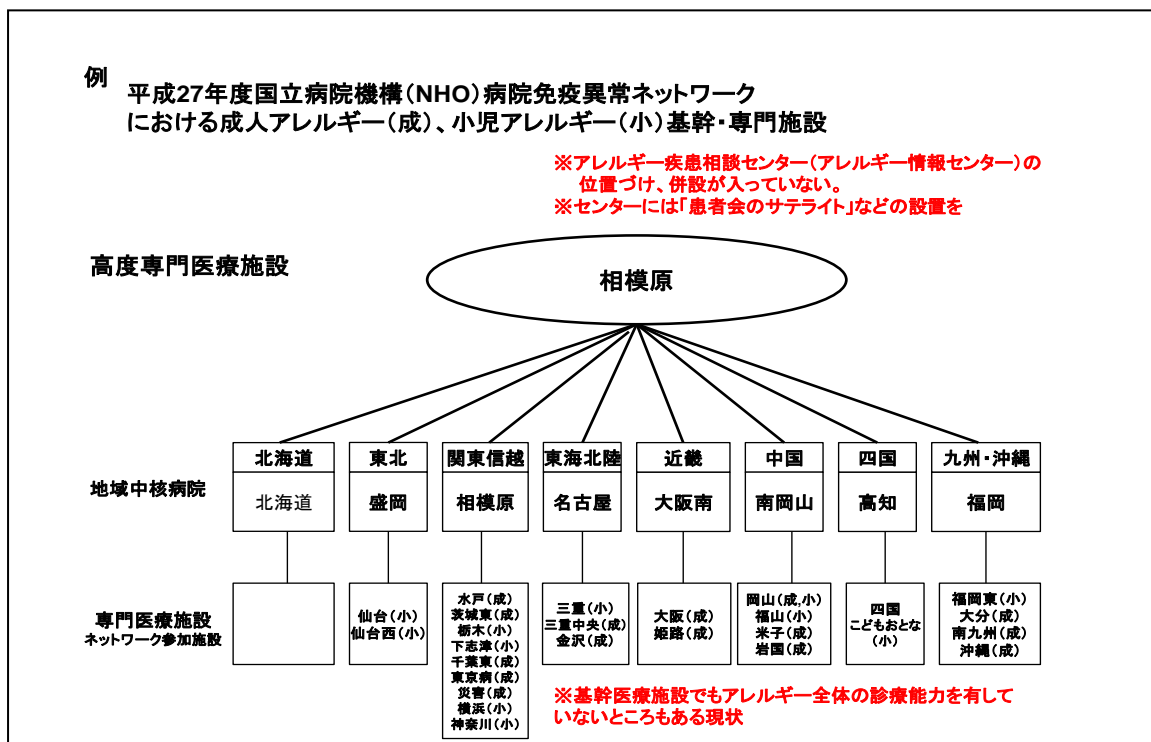 例
平成27年度国立病院機構(NHO)病院免疫異常ネットワーク
における成人アレルギー(成)、小児アレルギー(小)基幹・専門施設
※アレルギー疾患相談センター(アレルギー情報センター)の
位置づけ、併設が入っていない。
※センターには「患者会のサテライト」などの設置を
高度専門医療施設
相模原
北海道
東北
関東信越
東海北陸
近畿
中国
四国
九州・沖縄
地域中核病院
北海道
盛岡
相模原
名古屋
大阪南
南岡山
高知
福岡
専門医療施設
ネットワーク参加施設
仙台(小)
仙台西(小)
水戸(成)
茨城東(成)
栃木(小)
下志津(小)
千葉東(成)
東京病(成)
災害(成)
横浜(小)
神奈川(小)
三重(小)
三重中央(成)
金沢(成)
大阪(成)
姫路(成)
岡山(成,小)
福山(小)
米子(成)
岩国(成)
四国
こどもおとな
(小)
福岡東(小)
大分(成)
南九州(成)
沖縄(成)
※基幹医療施設でもアレルギー全体の診療能力を有して
いないところもある現状